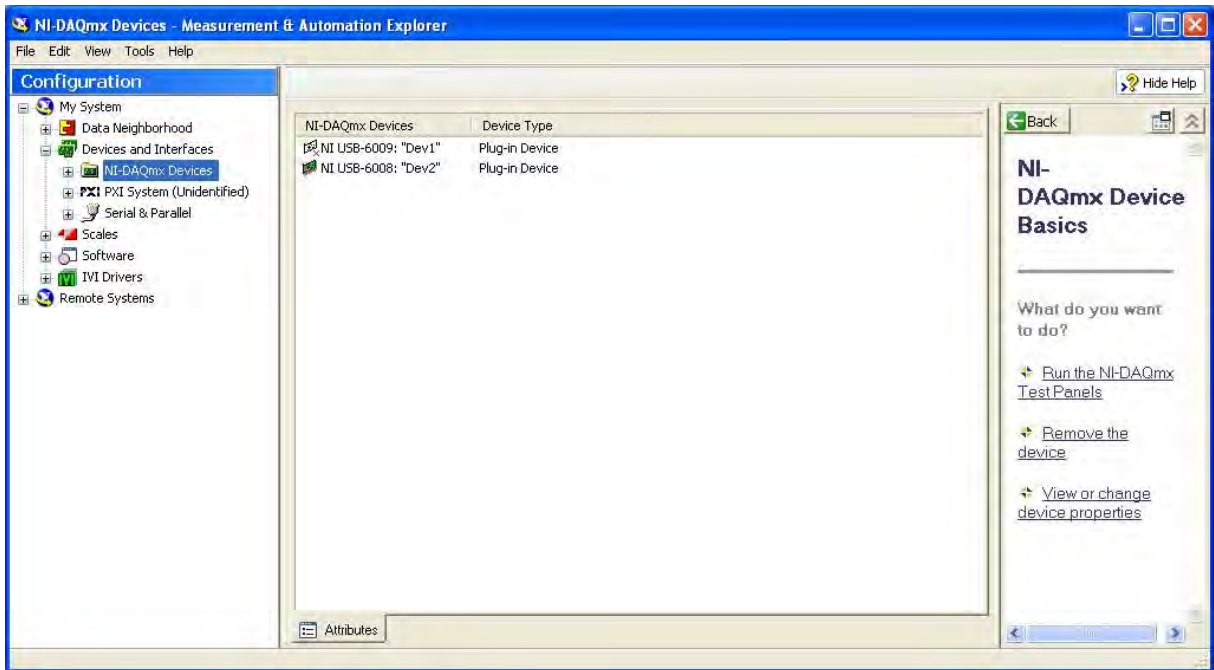 NI-DAQmx Devices - Measurement & Automation Explorer
File Edit View Tools Help
Configuration
Hide Help
My System
Data Neighborhood
Devices and Interfaces
NI-DAQmx Devices
PXI PXI System (Unidentified)
Serial & Parallel
Scales
Software
IVI Drivers
Remote Systems
NI-DAQmx Devices Device Type
NI USB-6009: "Dev1" Plug-in Device
NI USB-6008: "Dev2" Plug-in Device
Attributes
Back
NI-
DAQmx Device
Basics
What do you want
to do?
Run the NI-DAQmx
Test Panels
Remove the
device
View or change
device properties